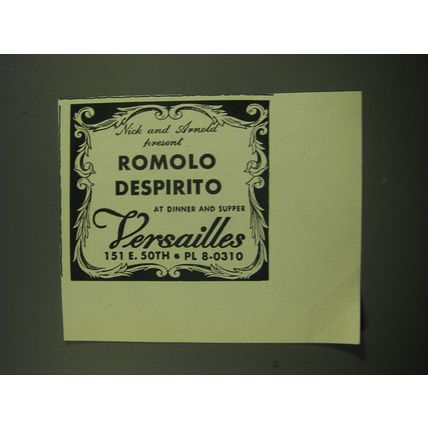 Nick and Arnold
present
ROMOLO
DESPIRITO
AT DINNER AND SUPPER
Versailles
151 E. 50TH • PL 8-0310